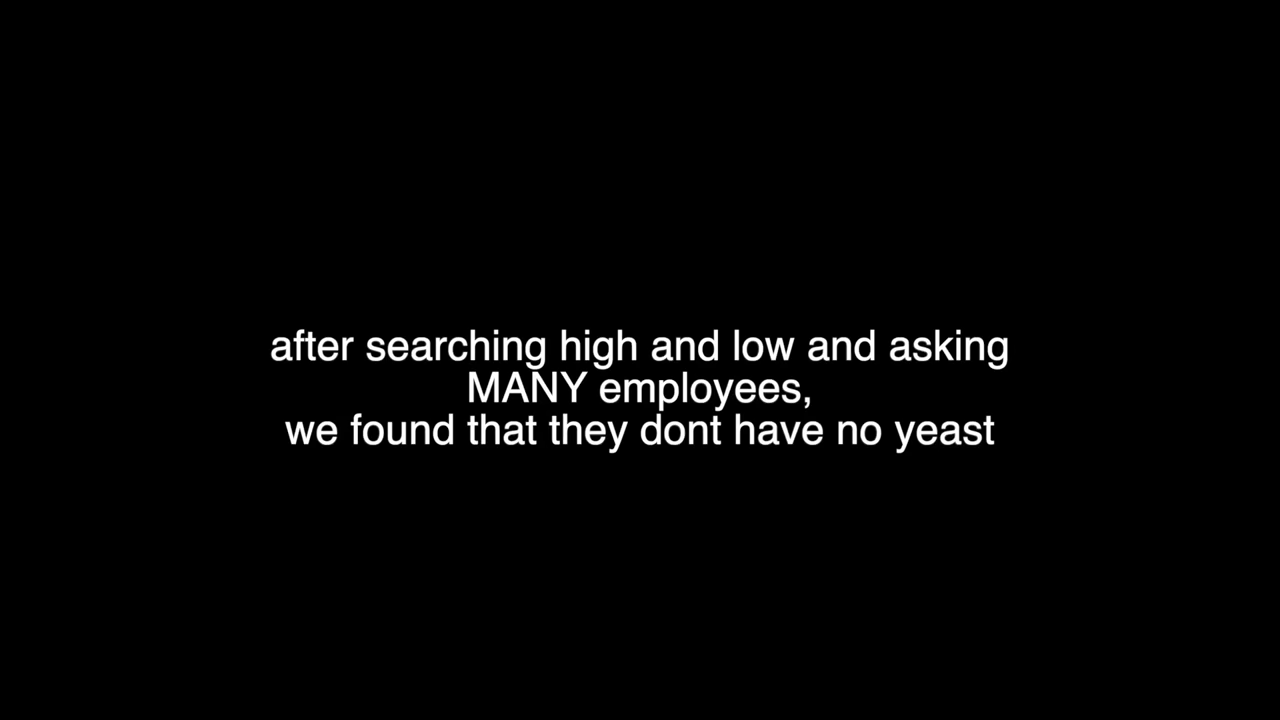 after searching high and low and asking
MANY employees,
we found that they dont have no yeast